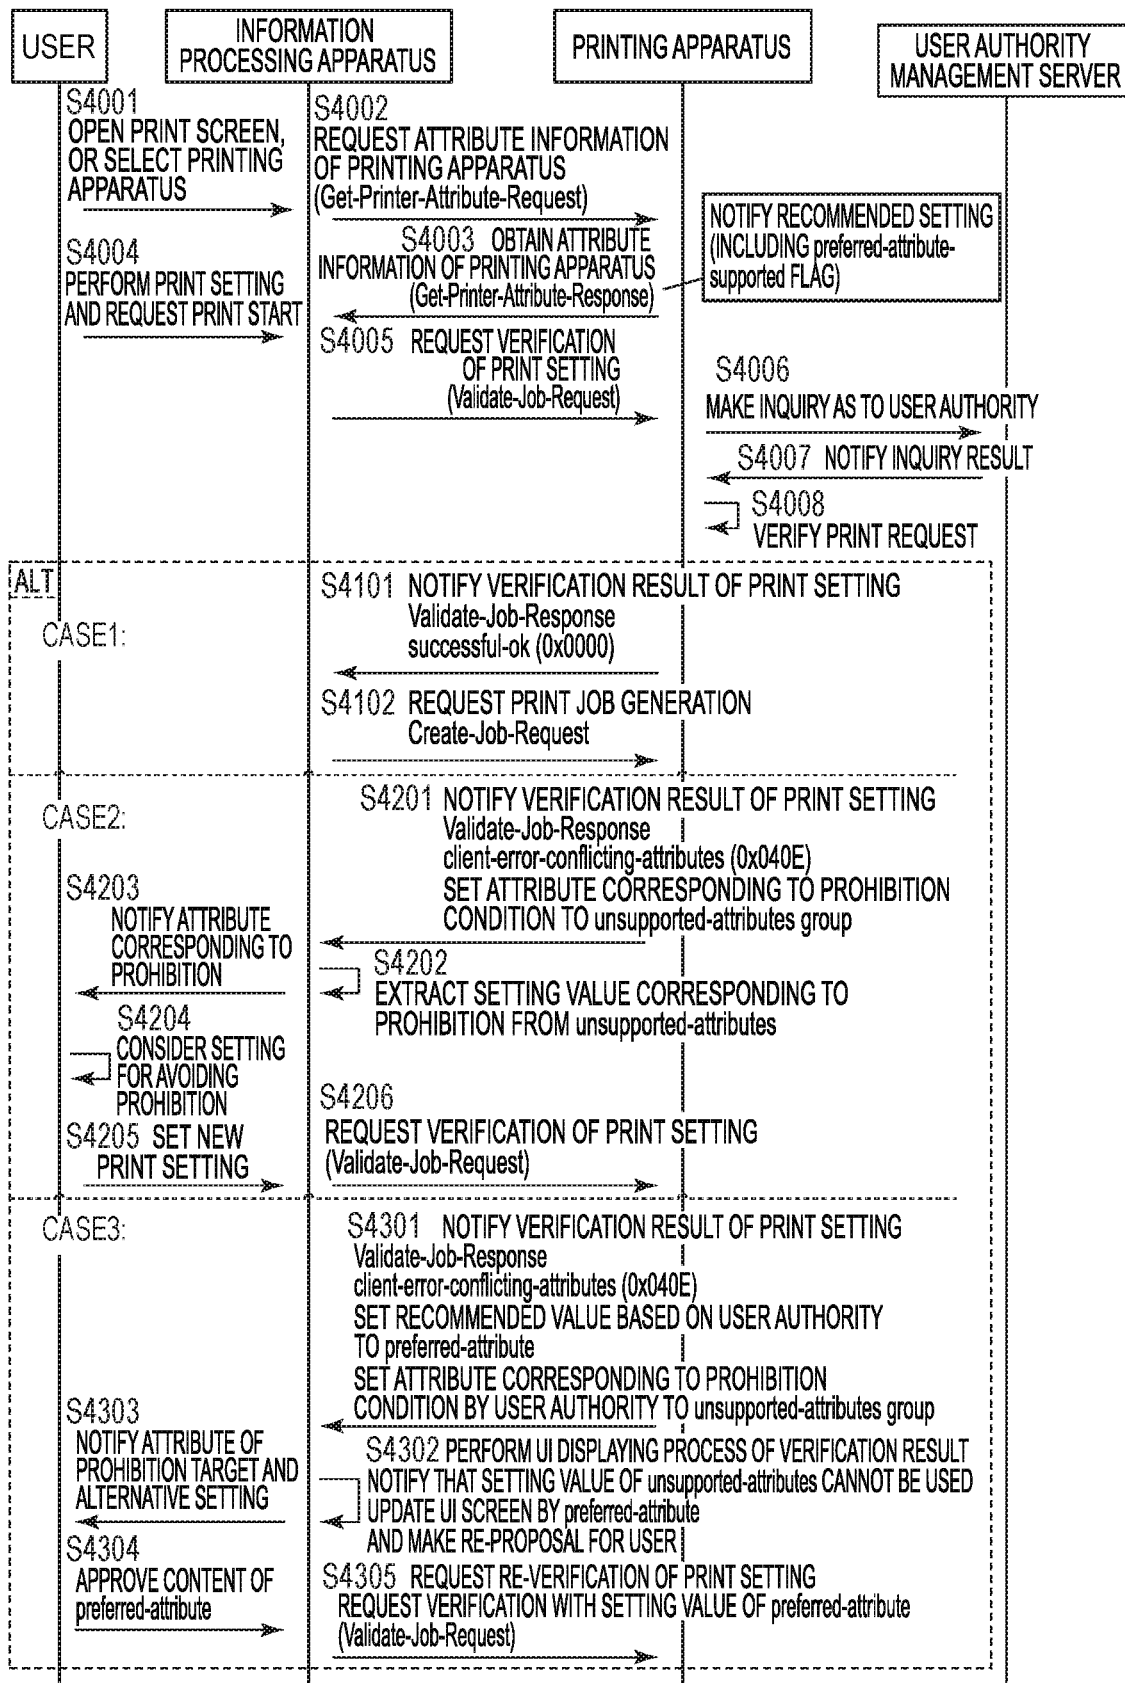 USER
INFORMATION
PROCESSING APPARATUS
PRINTING APPARATUS
USER AUTHORITY
MANAGEMENT SERVER
S4001
OPEN PRINT SCREEN,
OR SELECT PRINTING
APPARATUS
S4002
REQUEST ATTRIBUTE INFORMATION
OF PRINTING APPARATUS
(Get-Printer-Attribute-Request)
S4003 OBTAIN ATTRIBUTE
INFORMATION OF PRINTING APPARATUS
(Get-Printer-Attribute-Response)
NOTIFY RECOMMENDED SETTING
(INCLUDING preferred-attribute-
supported FLAG)
S4004
PERFORM PRINT SETTING
AND REQUEST PRINT START
S4005 REQUEST VERIFICATION
OF PRINT SETTING
(Validate-Job-Request)
S4006
MAKE INQUIRY AS TO USER AUTHORITY
S4007 NOTIFY INQUIRY RESULT
S4008
VERIFY PRINT REQUEST
ALT
CASE1:
S4101 NOTIFY VERIFICATION RESULT OF PRINT SETTING
Validate-Job-Response
successful-ok (0x0000)
S4102 REQUEST PRINT JOB GENERATION
Create-Job-Request
CASE2:
S4201 NOTIFY VERIFICATION RESULT OF PRINT SETTING
Validate-Job-Response
client-error-conflicting-attributes (0x040E)
SET ATTRIBUTE CORRESPONDING TO PROHIBITION
CONDITION TO unsupported-attributes group
S4202
EXTRACT SETTING VALUE CORRESPONDING TO
PROHIBITION FROM unsupported-attributes
S4203
NOTIFY ATTRIBUTE
CORRESPONDING TO
PROHIBITION
S4204
CONSIDER SETTING
FOR AVOIDING
PROHIBITION
S4205 SET NEW
PRINT SETTING
S4206
REQUEST VERIFICATION OF PRINT SETTING
(Validate-Job-Request)
CASE3:
S4301 NOTIFY VERIFICATION RESULT OF PRINT SETTING
Validate-Job-Response
client-error-conflicting-attributes (0x040E)
SET RECOMMENDED VALUE BASED ON USER AUTHORITY
TO preferred-attribute
SET ATTRIBUTE CORRESPONDING TO PROHIBITION
CONDITION BY USER AUTHORITY TO unsupported-attributes group
S4302 PERFORM UI DISPLAYING PROCESS OF VERIFICATION RESULT
NOTIFY THAT SETTING VALUE OF unsupported-attributes CANNOT BE USED
UPDATE UI SCREEN BY preferred-attribute
AND MAKE RE-PROPOSAL FOR USER
S4303
NOTIFY ATTRIBUTE OF
PROHIBITION TARGET AND
ALTERNATIVE SETTING
S4304
APPROVE CONTENT OF
preferred-attribute
S4305 REQUEST RE-VERIFICATION OF PRINT SETTING
REQUEST VERIFICATION WITH SETTING VALUE OF preferred-attribute
(Validate-Job-Request)